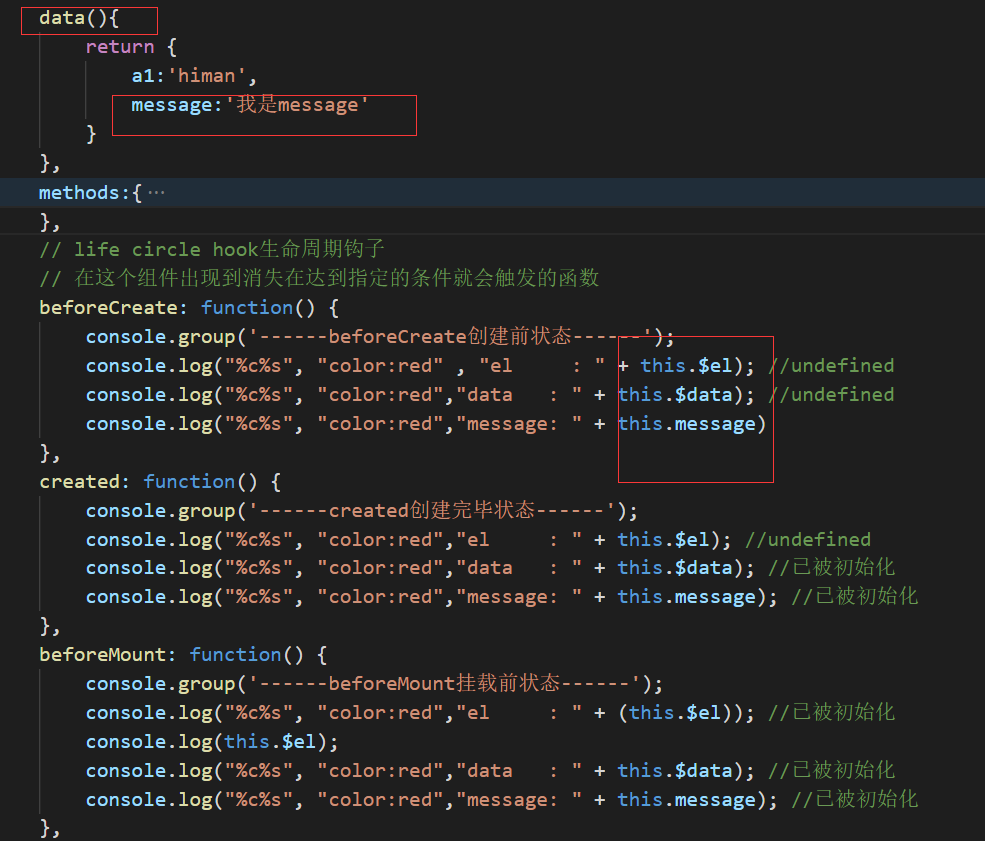 data(){
return {
a1:'himan',
message:'我是message'
}
},
methods:{ ···
},
// life circle hook生命周期钩子
// 在这个组件出现到消失在达到指定的条件就会触发的函数
beforeCreate: function() {
console.group('------beforeCreate创建前状态------');
console.log("%c%s", "color:red" , "el     : " + this.$el); //undefined
console.log("%c%s", "color:red","data   : " + this.$data); //undefined
console.log("%c%s", "color:red","message: " + this.message)
},
created: function() {
console.group('------created创建完毕状态------');
console.log("%c%s", "color:red","el     : " + this.$el); //undefined
console.log("%c%s", "color:red","data   : " + this.$data); //已被初始化
console.log("%c%s", "color:red","message: " + this.message); //已被初始化
},
beforeMount: function() {
console.group('------beforeMount挂载前状态------');
console.log("%c%s", "color:red","el     : " + (this.$el)); //已被初始化
console.log(this.$el);
console.log("%c%s", "color:red","data   : " + this.$data); //已被初始化
console.log("%c%s", "color:red","message: " + this.message); //已被初始化
},